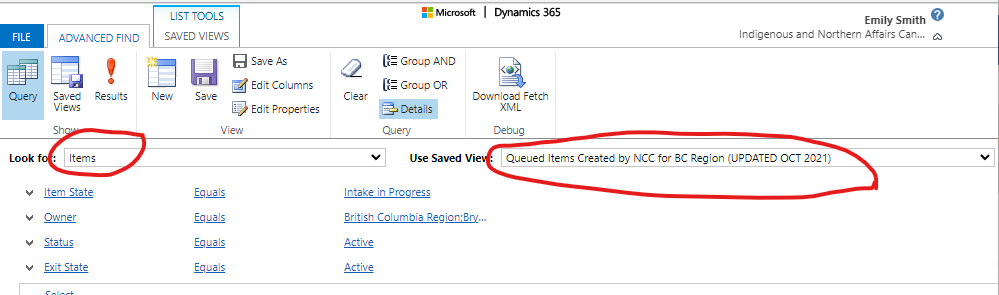 LIST TOOLS
Microsoft | Dynamics 365
Emily Smith
Indigenous and Northern Affairs Can...
FILE ADVANCED FIND SAVED VIEWS
Query
Saved Views
Results
New
Save
Save As
Edit Columns
Edit Properties
Clear
Group AND
Group OR
Details
Download Fetch XML
Show View Query Debug
Look for: Items Use Saved View: Queued Items Created by NCC for BC Region (UPDATED OCT 2021)
Item State Equals Intake in Progress
Owner Equals British Columbia Region;Bry...
Status Equals Active
Exit State Equals Active
Select